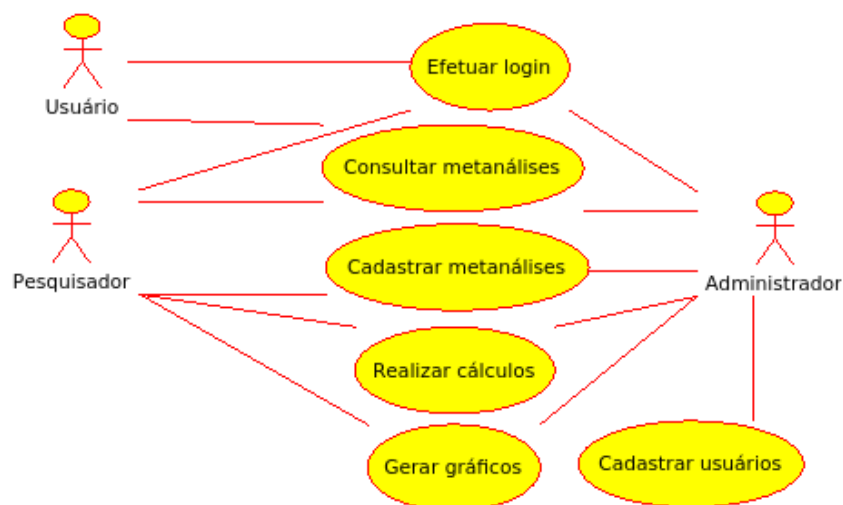 Efetuar login
Usuário
Consultar metanálises
Cadastrar metanálises
Pesquisador
Administrador
Realizar cálculos
Gerar gráficos
Cadastrar usuários